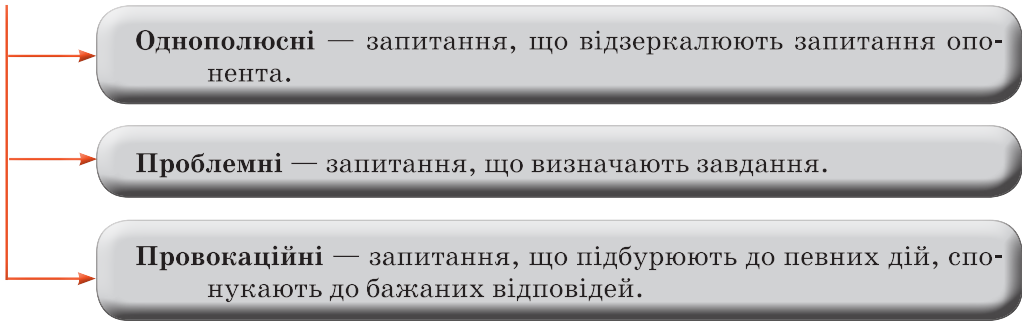 Однополюсні — запитання, що відзеркалюють запитання опо-
нента.
Проблемні — запитання, що визначають завдання.
Провокаційні — запитання, що підбурюють до певних дій, спо-
нукають до бажаних відповідей.